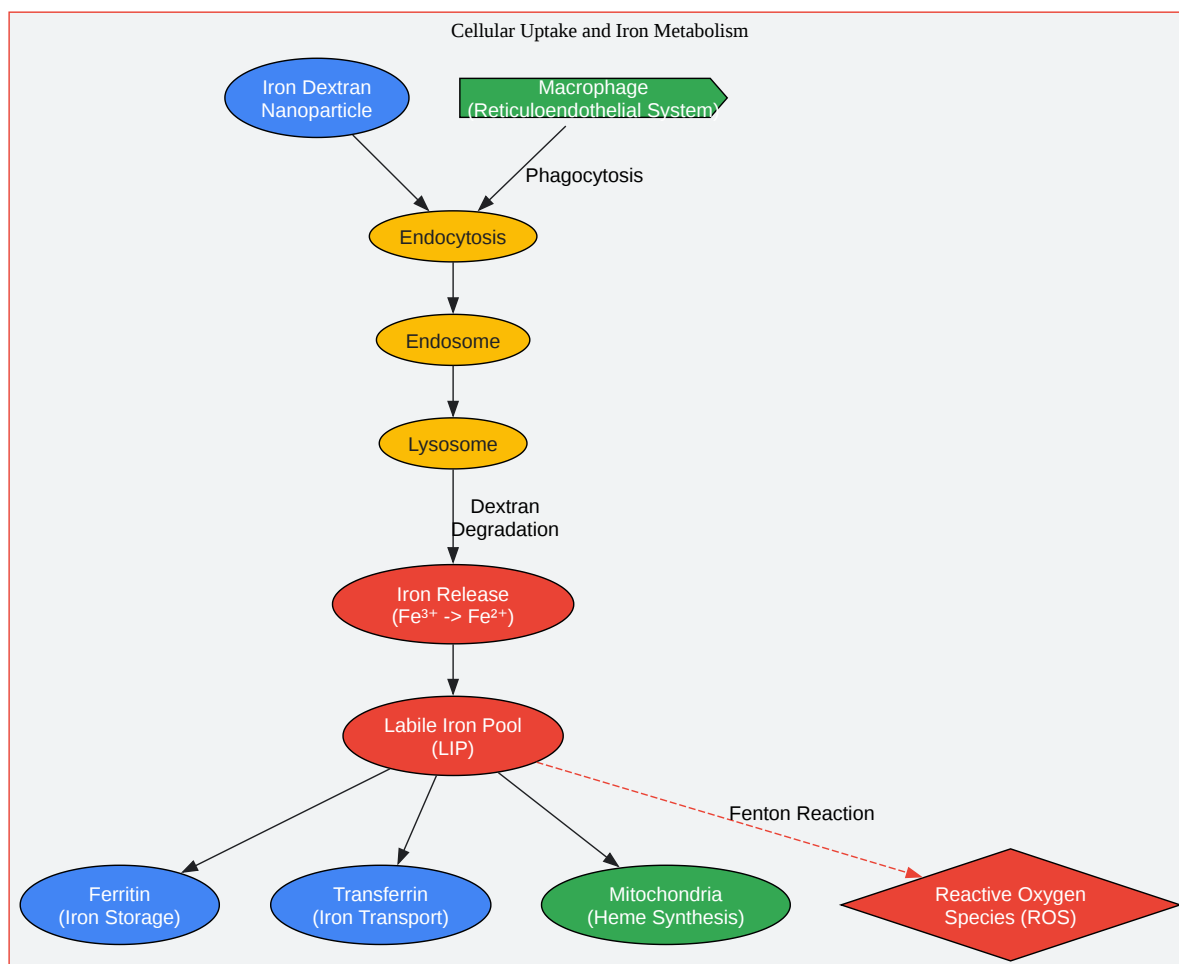 Cellular Uptake and Iron Metabolism
Iron Dextran
Nanoparticle
Macrophage
(Reticuloendothelial System)
Phagocytosis
Endocytosis
Endosome
Lysosome
Dextran
Degradation
Iron Release
(Fe³⁺ -> Fe²⁺)
Labile Iron Pool
(LIP)
Fenton Reaction
Ferritin
(Iron Storage)
Transferrin
(Iron Transport)
Mitochondria
(Heme Synthesis)
Reactive Oxygen
Species (ROS)